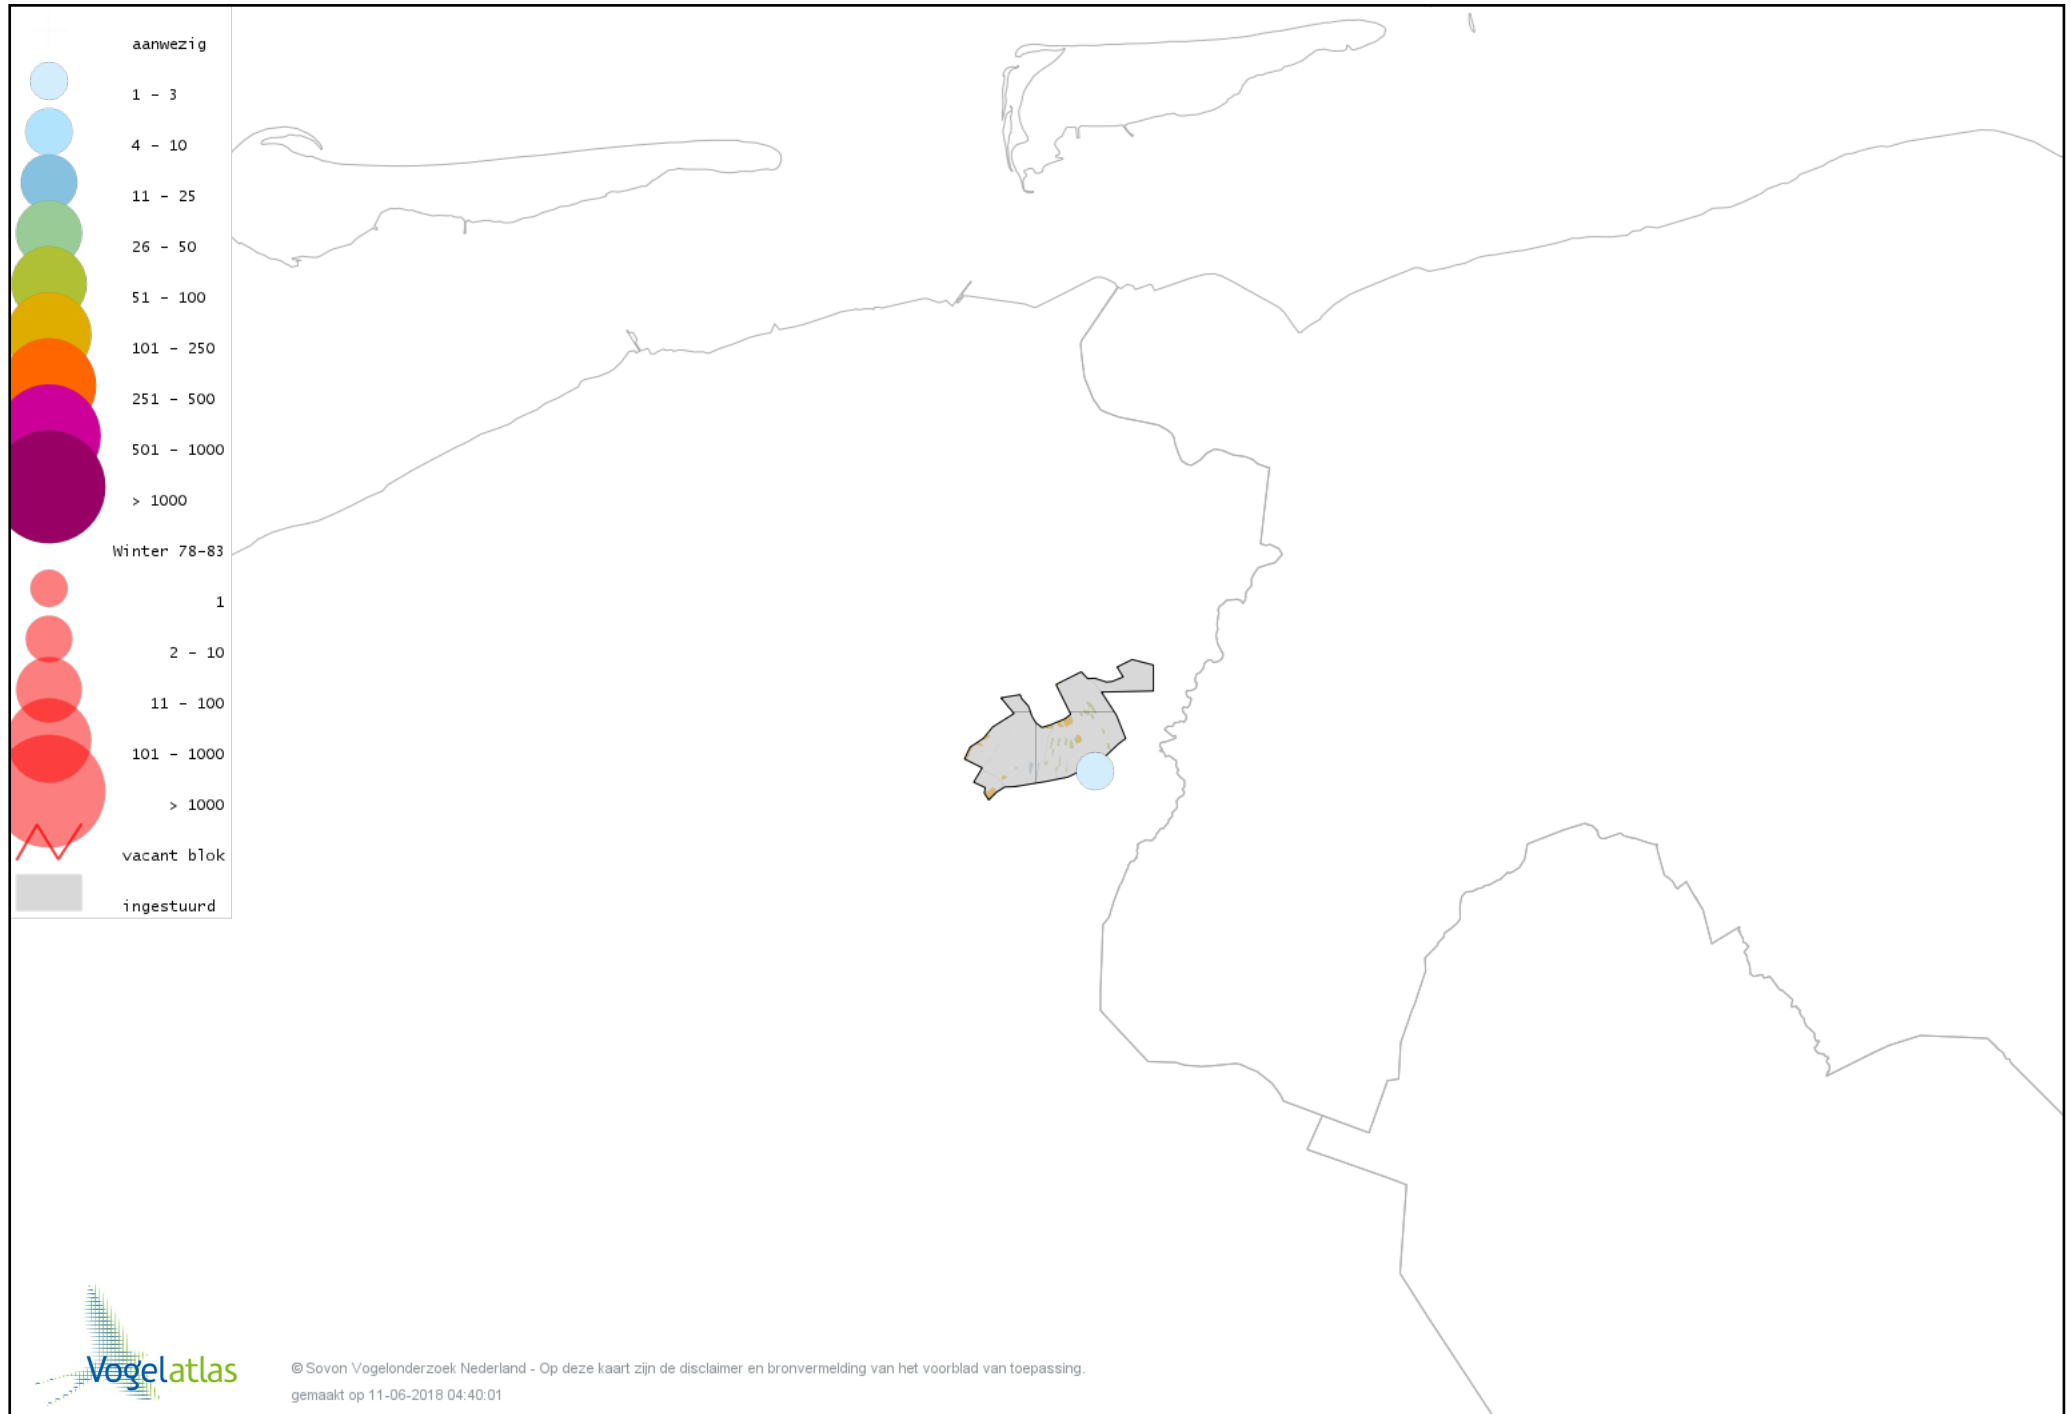 aanwezig
1 - 3
4 - 10
11 - 25
26 - 50
51 - 100
101 - 250
251 - 500
501 - 1000
> 1000
Winter 78-83
1
2 - 10
11 - 100
101 - 1000
> 1000
vacant blok
ingestuurd
Vogelatlas
© Sovon Vogelonderzoek Nederland - Op deze kaart zijn de disclaimer en bronvermelding van het voorblad van toepassing.
gemaakt op 11-06-2018 04:40:01